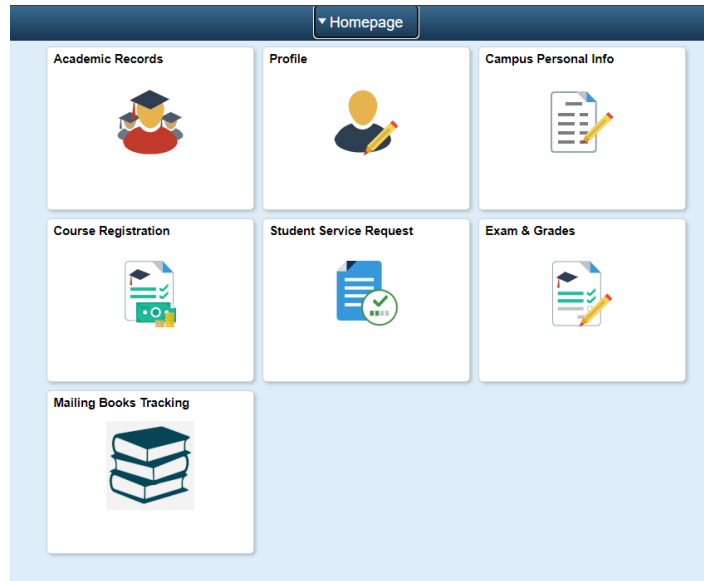 Homepage
Academic Records
Profile
Campus Personal Info
Course Registration
Student Service Request
Exam & Grades
Mailing Books Tracking